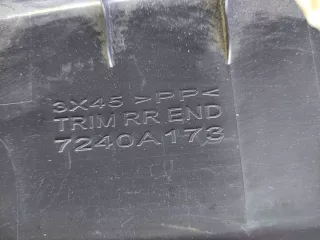 3X45 >PP<
TRIM RR END
7240A173